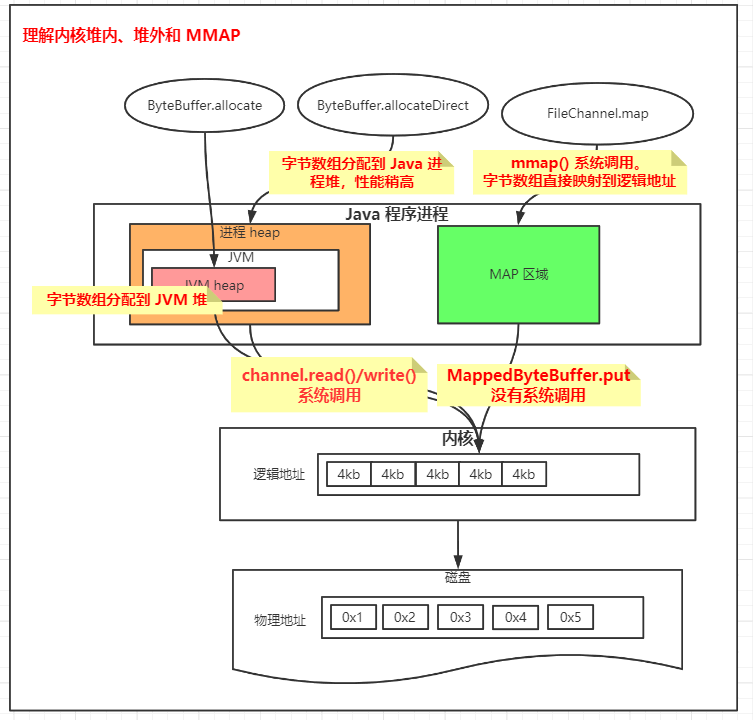 理解内核堆内、堆外和 MMAP
ByteBuffer.allocate
ByteBuffer.allocateDirect
FileChannel.map
字节数组分配到 Java 进
程堆，性能稍高
mmap() 系统调用。
字节数组直接映射到逻辑地址
Java 程序进程
进程 heap
JVM
JVM heap
MAP 区域
字节数组分配到 JVM 堆
channel.read()/write()
系统调用
MappedByteBuffer.put
没有系统调用
内核
逻辑地址
4kb 4kb 4kb 4kb 4kb
磁盘
物理地址
0x1 0x2 0x3 0x4 0x5